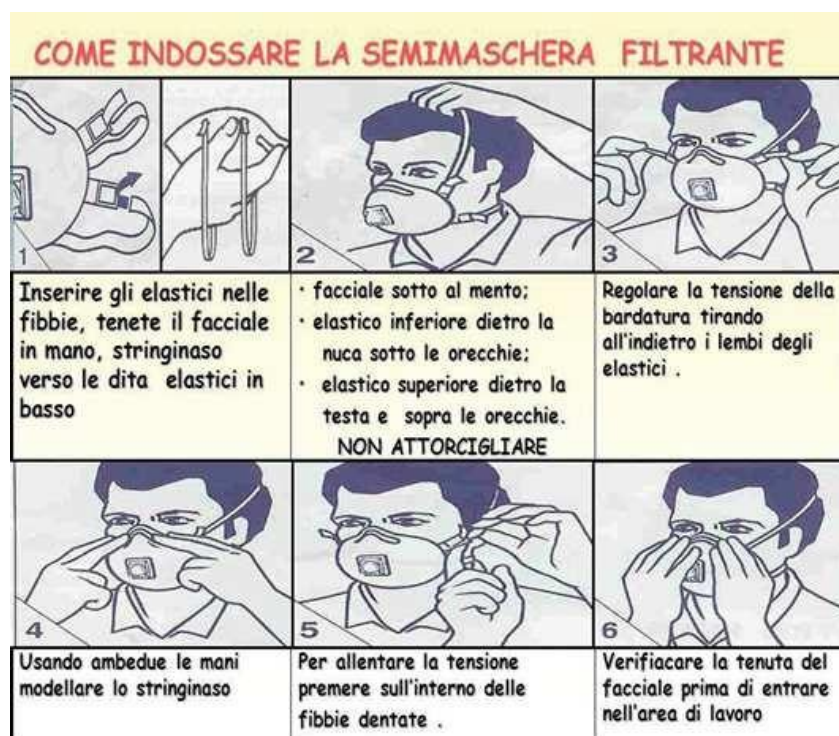 COME INDOSSARE LA SEMIMASCHERA FILTRANTE
1
Inserire gli elastici nelle
fibbie, tenete il facciale
in mano, stringinaso
verso le dita elastici in
basso
2
· facciale sotto al mento;
· elastico inferiore dietro la
nuca sotto le orecchie;
· elastico superiore dietro la
testa e sopra le orecchie.
NON ATTORCIGLIARE
3
Regolare la tensione della
bardatura tirando
all'indietro i lembi degli
elastici .
4
Usando ambedue le mani
modellare lo stringinaso
5
Per allentare la tensione
premere sull'interno delle
fibbie dentate .
6
Verifiacare la tenuta del
facciale prima di entrare
nell'area di lavoro